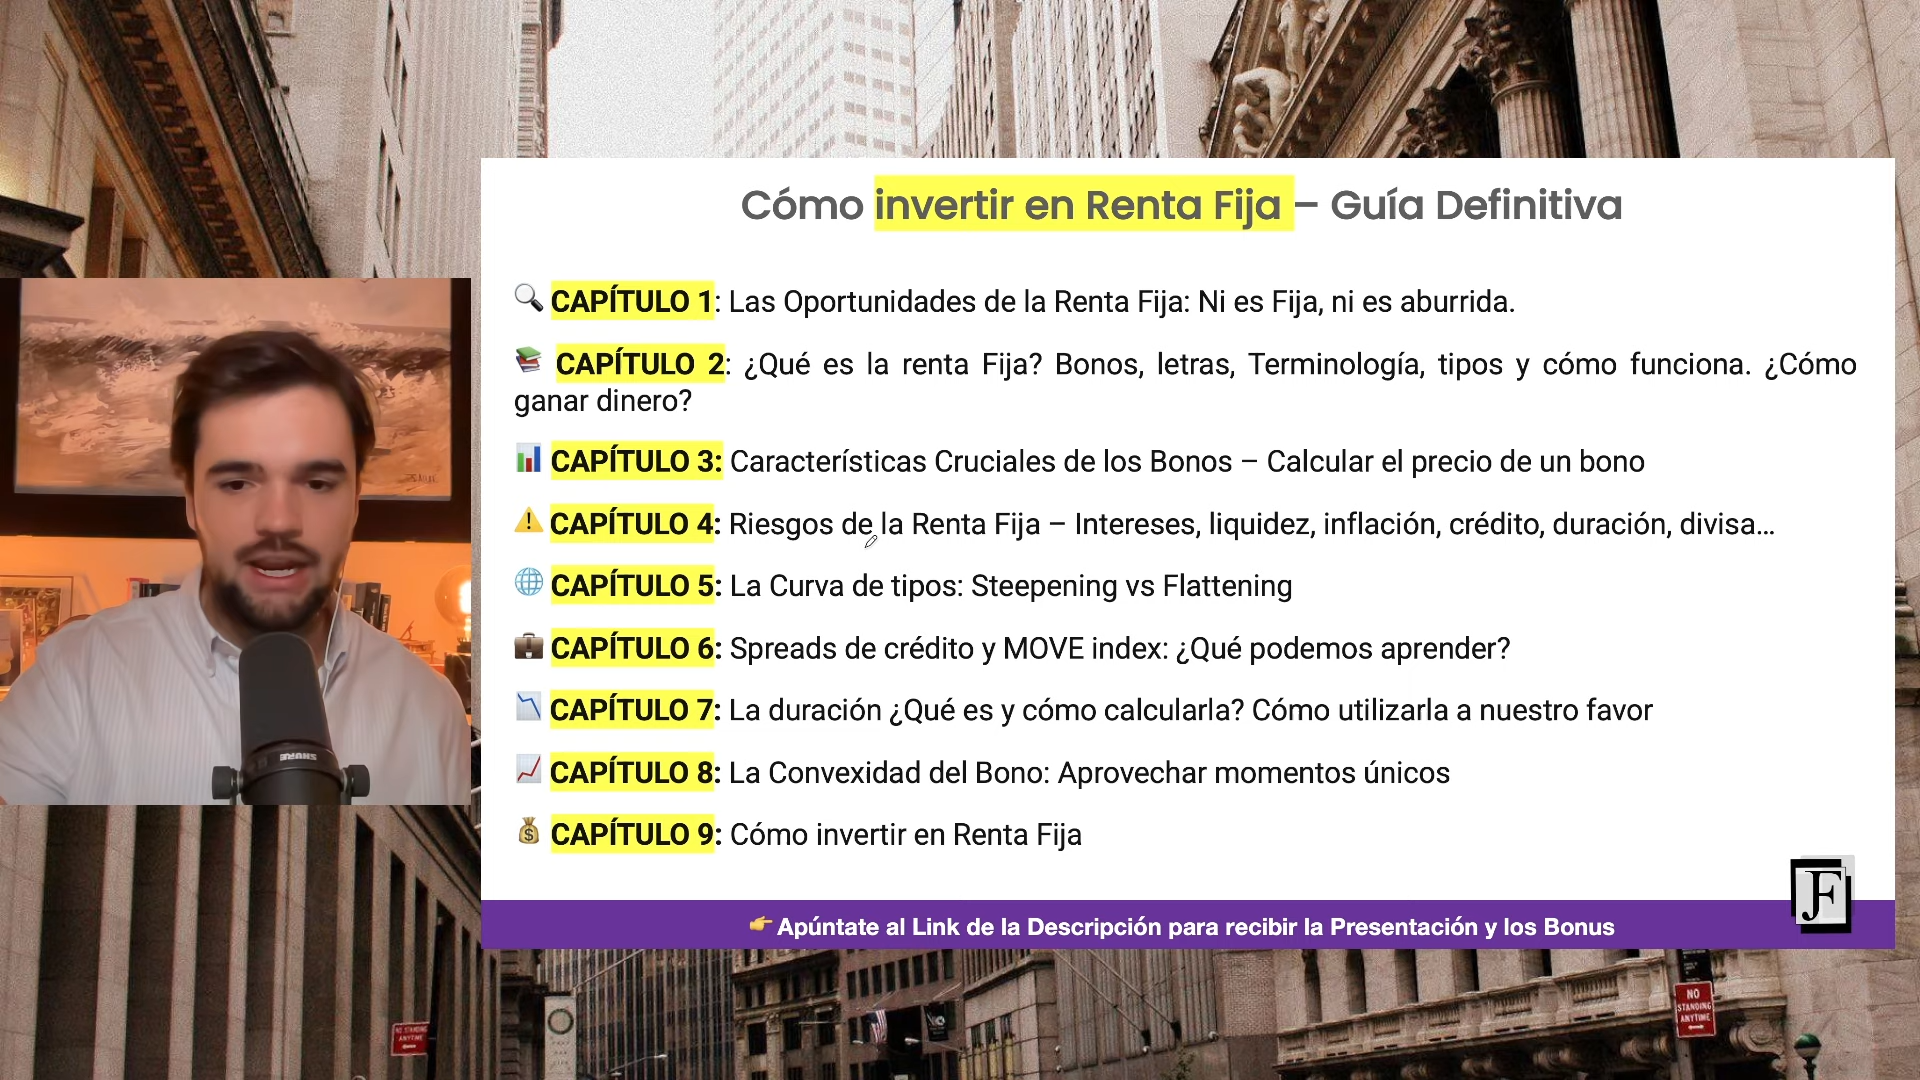 Cómo invertir en Renta Fija – Guía Definitiva
CAPÍTULO 1: Las Oportunidades de la Renta Fija: Ni es Fija, ni es aburrida.
CAPÍTULO 2: ¿Qué es la renta Fija? Bonos, letras, Terminología, tipos y cómo funciona. ¿Cómo
ganar dinero?
CAPÍTULO 3: Características Cruciales de los Bonos – Calcular el precio de un bono
CAPÍTULO 4: Riesgos de la Renta Fija – Intereses, liquidez, inflación, crédito, duración, divisa...
CAPÍTULO 5: La Curva de tipos: Steepening vs Flattening
CAPÍTULO 6: Spreads de crédito y MOVE index: ¿Qué podemos aprender?
CAPÍTULO 7: La duración ¿Qué es y cómo calcularla? Cómo utilizarla a nuestro favor
CAPÍTULO 8: La Convexidad del Bono: Aprovechar momentos únicos
CAPÍTULO 9: Cómo invertir en Renta Fija
JF
Apúntate al Link de la Descripción para recibir la Presentación y los Bonus
SHURE
NO STANDING ANYTIME
NO
STANDING
ANYTIME